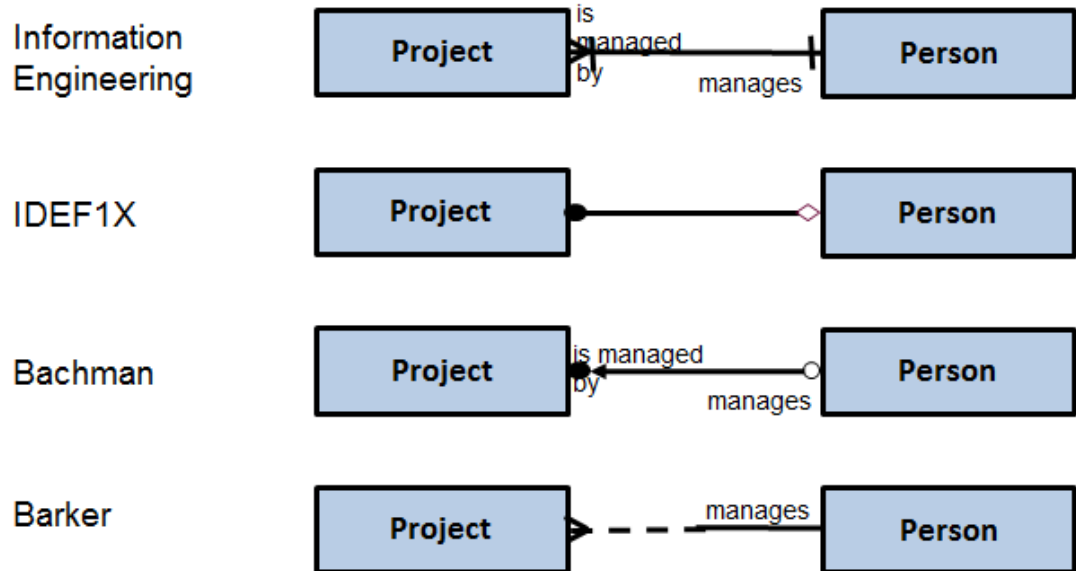 Information
Engineering
Project
is
managed
by
manages
Person
IDEF1X
Project
Person
Bachman
Project
is managed
by
manages
Person
Barker
Project
manages
Person